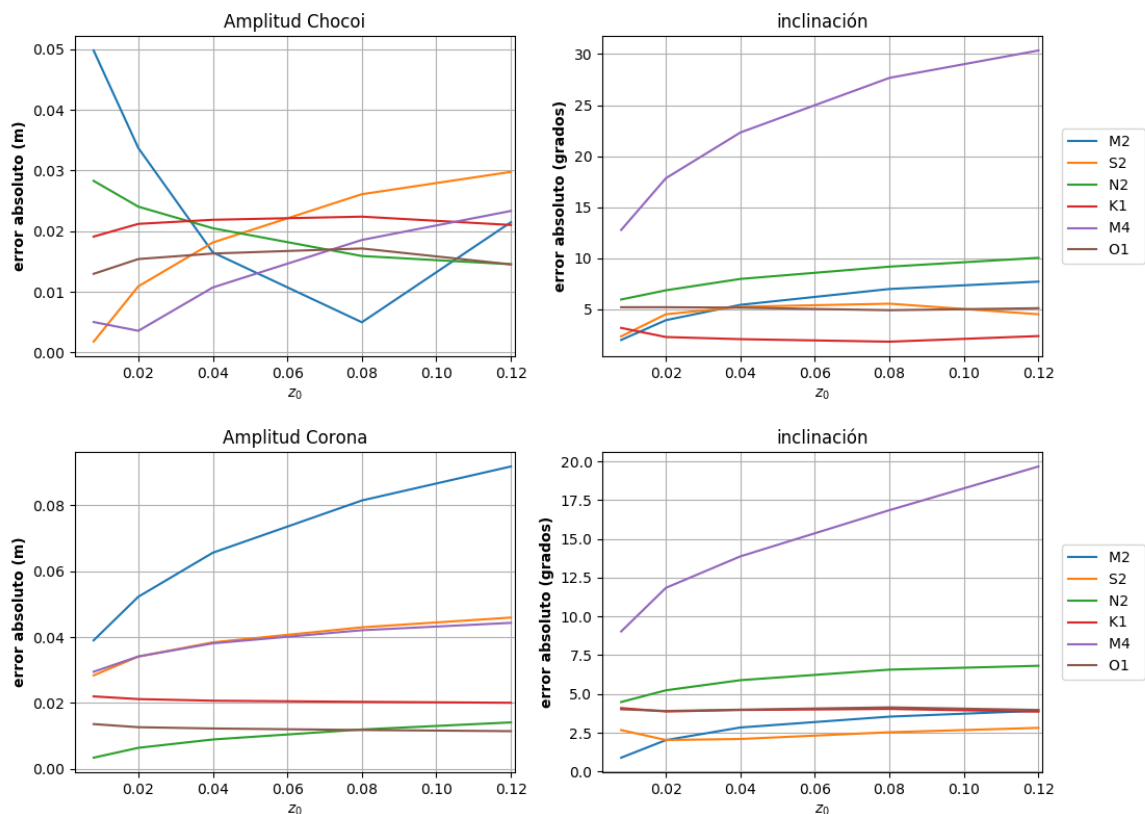 Amplitud Chocoi
error absoluto (m)
0.05
0.04
0.03
0.02
0.01
0.00
0.02 0.04 0.06 0.08 0.10 0.12
z₀
inclinación
error absoluto (grados)
30
25
20
15
10
5
0.02 0.04 0.06 0.08 0.10 0.12
z₀
M2
S2
N2
K1
M4
O1
Amplitud Corona
error absoluto (m)
0.08
0.06
0.04
0.02
0.00
0.02 0.04 0.06 0.08 0.10 0.12
z₀
inclinación
error absoluto (grados)
20.0
17.5
15.0
12.5
10.0
7.5
5.0
2.5
0.0
0.02 0.04 0.06 0.08 0.10 0.12
z₀
M2
S2
N2
K1
M4
O1